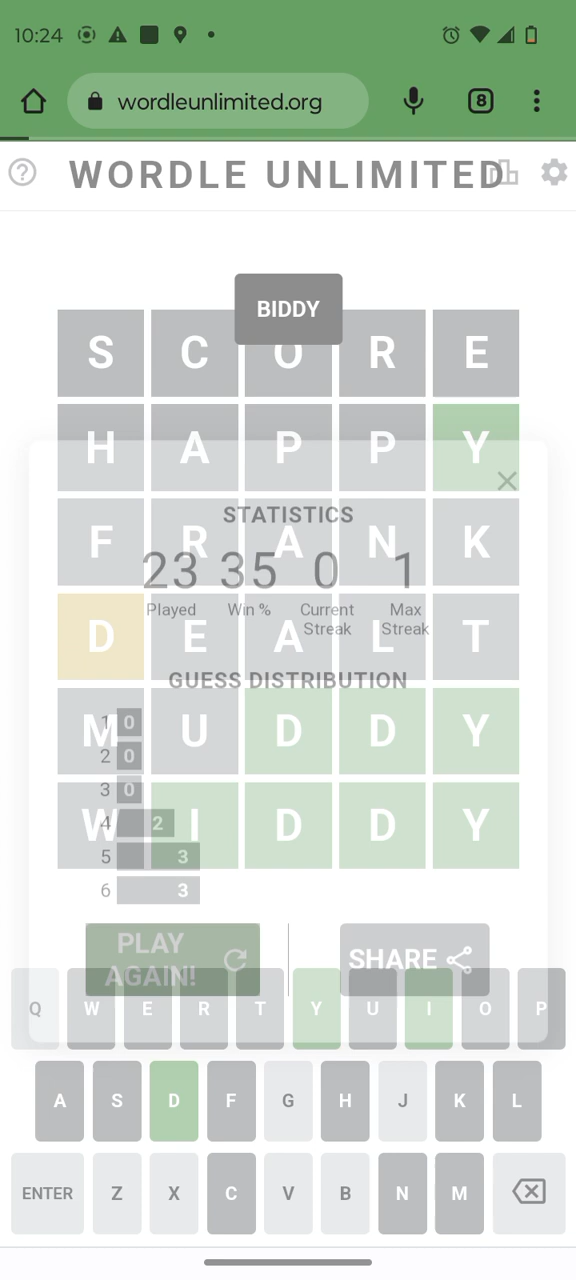 10:24
wordleunlimited.org
8
?
WORDLE UNLIMITED
BIDDY
S C O R E
H A P P Y
F R A N K
D E A L T
M U D D Y
W I D D Y
STATISTICS
23 35 0 1
Played Win % Current Streak Max Streak
GUESS DISTRIBUTION
1 0
2 0
3 0
4 2
5 3
6 3
PLAY
AGAIN!
SHARE
Q W E R T Y U I O P
A S D F G H J K L
ENTER Z X C V B N M